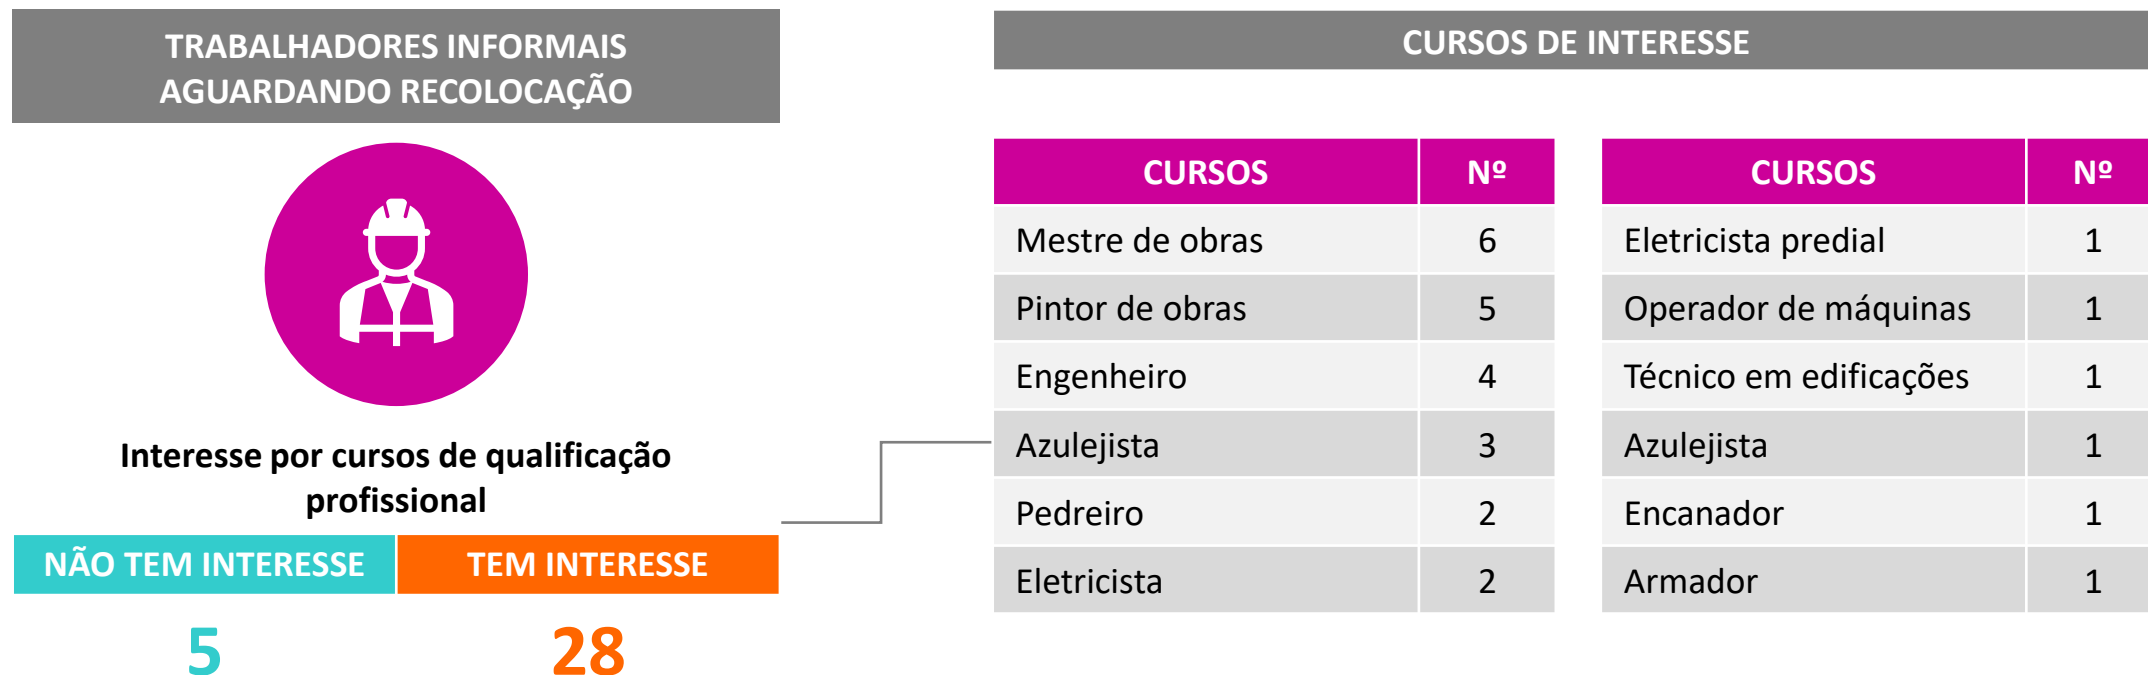 TRABALHADORES INFORMAIS
AGUARDANDO RECOLOCAÇÃO
Interesse por cursos de qualificação
profissional
NÃO TEM INTERESSE TEM INTERESSE
5 28
CURSOS DE INTERESSE
CURSOS Nº
Mestre de obras 6
Pintor de obras 5
Engenheiro 4
Azulejista 3
Pedreiro 2
Eletricista 2
CURSOS Nº
Eletricista predial 1
Operador de máquinas 1
Técnico em edificações 1
Azulejista 1
Encanador 1
Armador 1